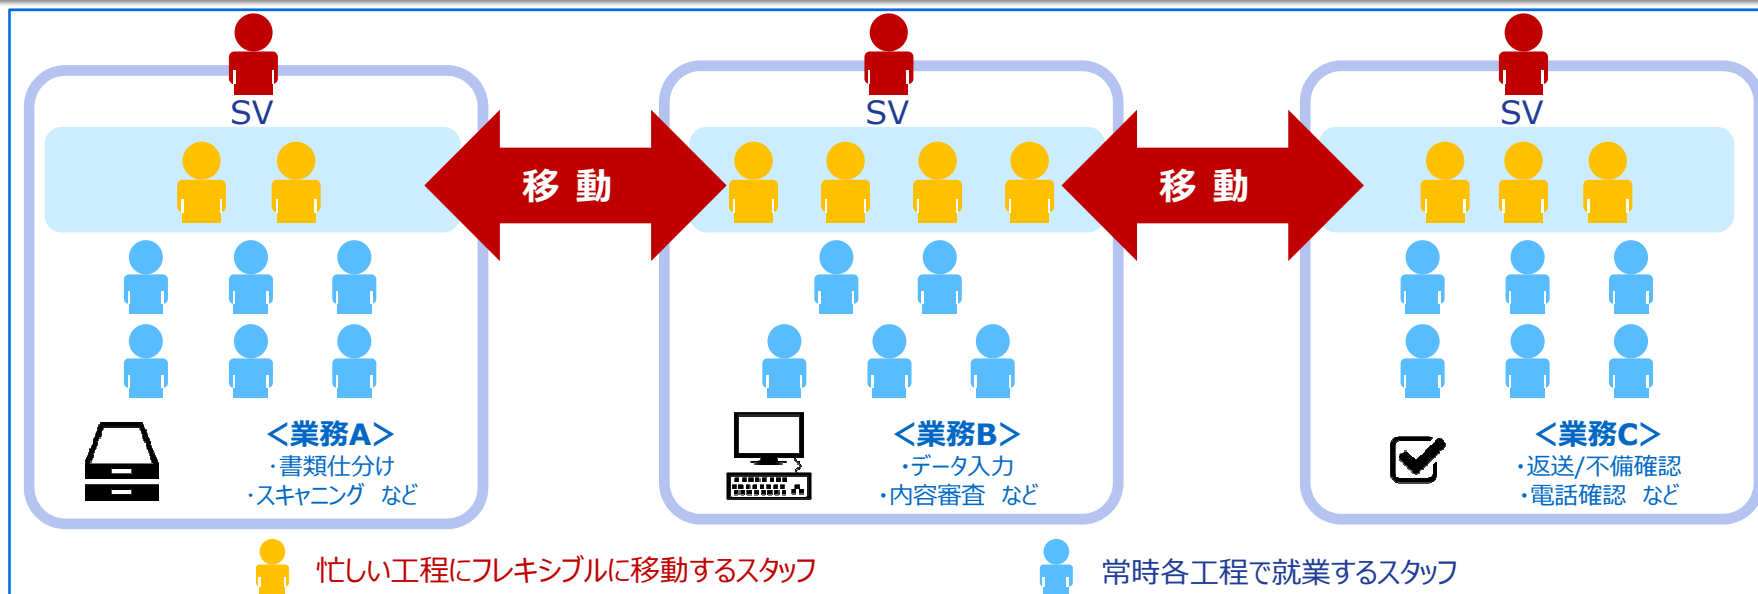 SV
SV
SV
移 動
移 動
<業務A>
・書類仕分け
・スキャニング など
<業務B>
・データ入力
・内容審査 など
<業務C>
・返送/不備確認
・電話確認 など
忙しい工程にフレキシブルに移動するスタッフ
常時各工程で就業するスタッフ